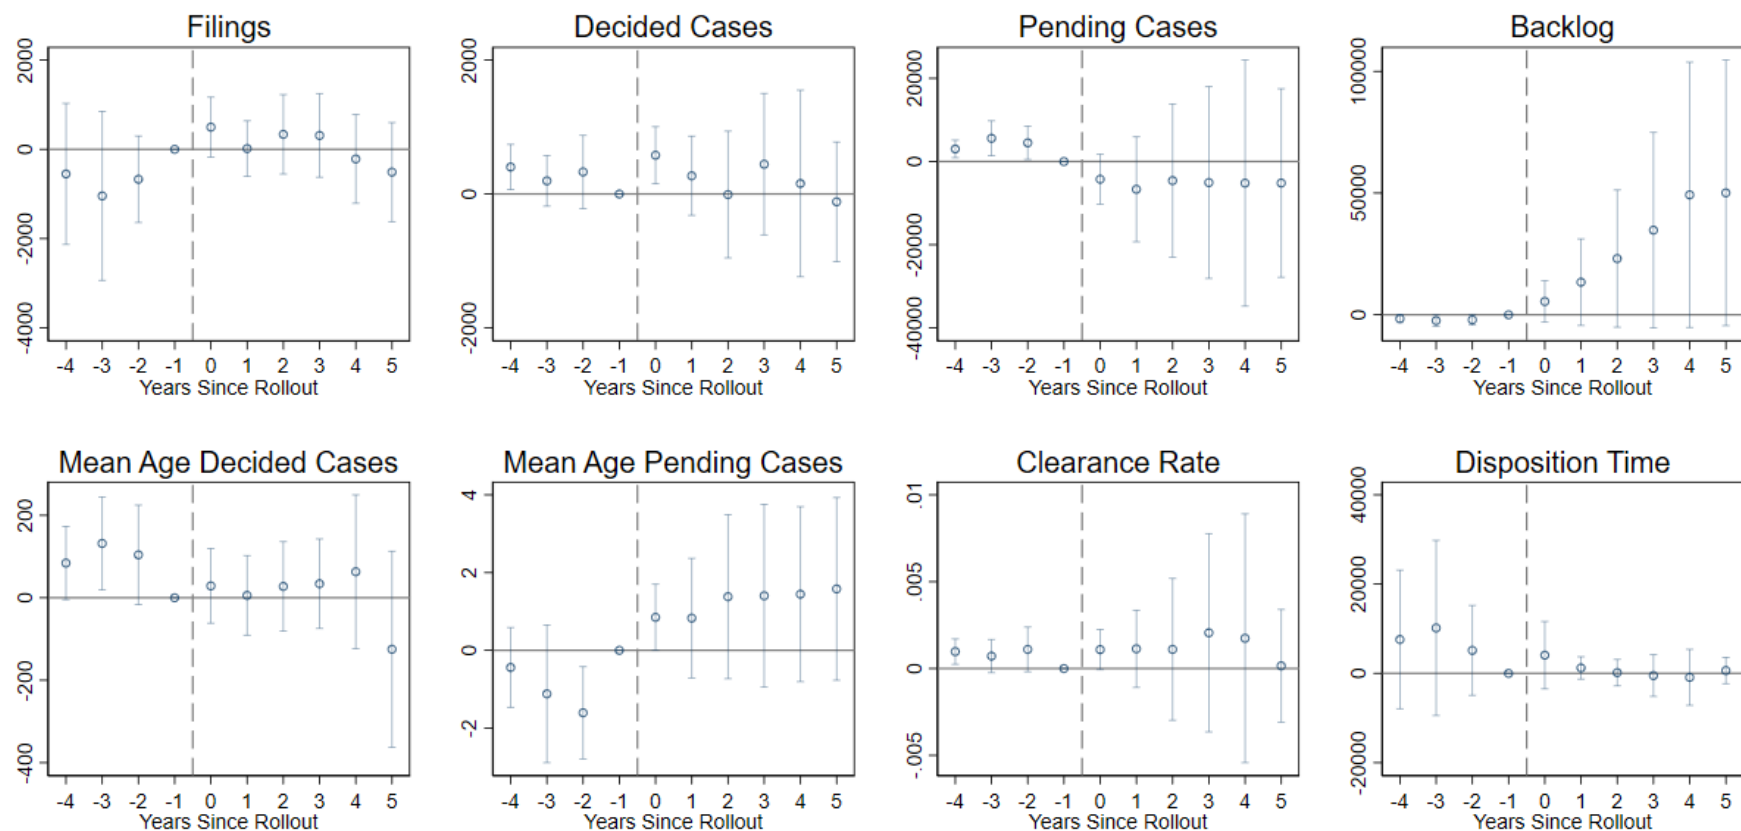 Filings
2000
0
-2000
-4000
-4 -3 -2 -1 0 1 2 3 4 5
Years Since Rollout
Decided Cases
2000
0
-2000
-4 -3 -2 -1 0 1 2 3 4 5
Years Since Rollout
Pending Cases
20000
0
-20000
-40000
-4 -3 -2 -1 0 1 2 3 4 5
Years Since Rollout
Backlog
1000000
500000
0
-4 -3 -2 -1 0 1 2 3 4 5
Years Since Rollout
Mean Age Decided Cases
200
0
-200
-400
-4 -3 -2 -1 0 1 2 3 4 5
Years Since Rollout
Mean Age Pending Cases
4
2
0
-2
-4 -3 -2 -1 0 1 2 3 4 5
Years Since Rollout
Clearance Rate
.01
.005
0
-.005
-4 -3 -2 -1 0 1 2 3 4 5
Years Since Rollout
Disposition Time
40000
20000
0
-20000
-4 -3 -2 -1 0 1 2 3 4 5
Years Since Rollout